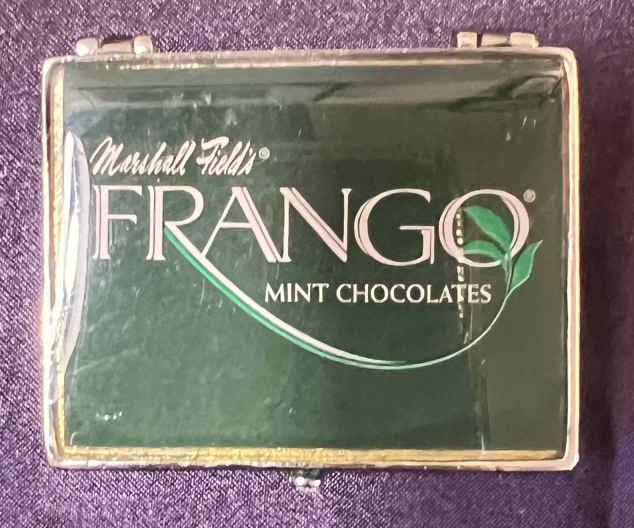 Marshall Field's®
FRANGO®
MINT CHOCOLATES